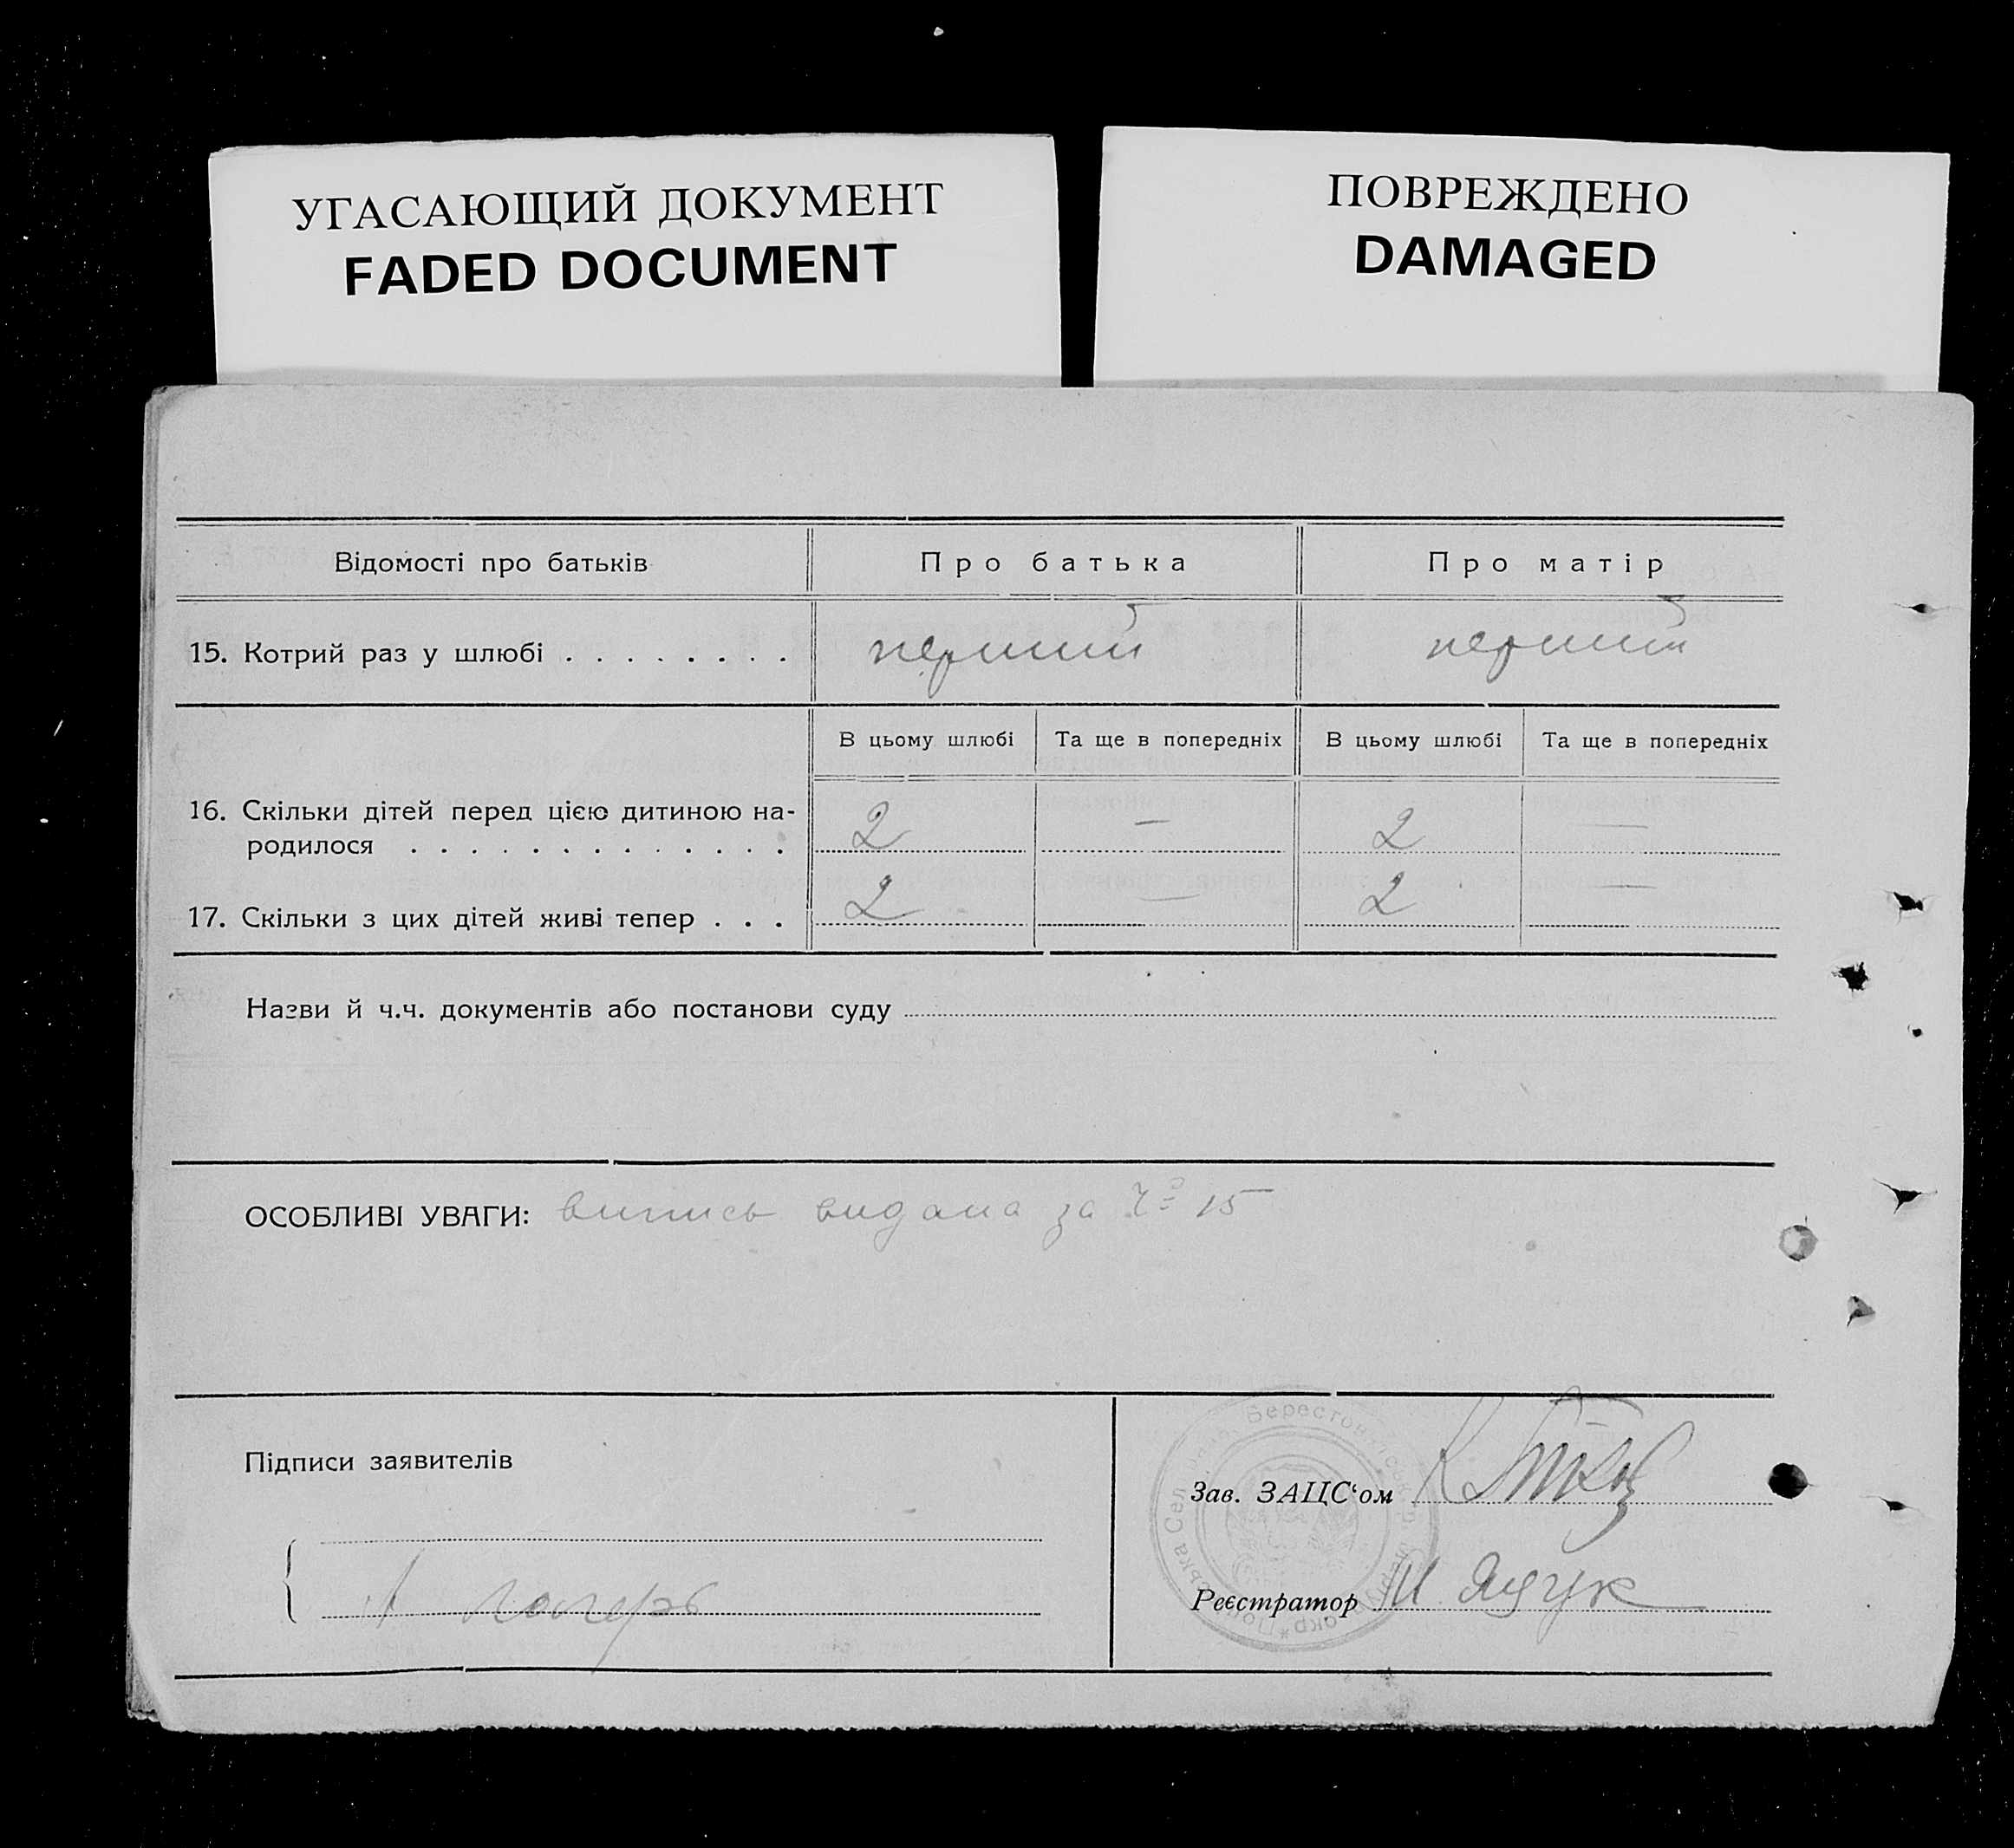 УГАСАЮЩИЙ ДОКУМЕНТ
FADED DOCUMENT
ПОВРЕЖДЕНО
DAMAGED
Відомості про батьків Про батька Про матір
15. Котрий раз у шлюбі . . . . . . . . перший перший
В цьому шлюбі Та ще в попередніх В цьому шлюбі Та ще в попередніх
16. Скільки дітей перед цією дитиною на-
родилося . . . . . . . . . . . . . 2 — 2 —
17. Скільки з цих дітей живі тепер . . . 2 — 2 —
Назви й ч.ч. документів або постанови суду
ОСОБЛИВІ УВАГИ: випись видана за Ч⁰ 15
Підписи заявителів
Зав. ЗАЦС‘ом
Реєстратор